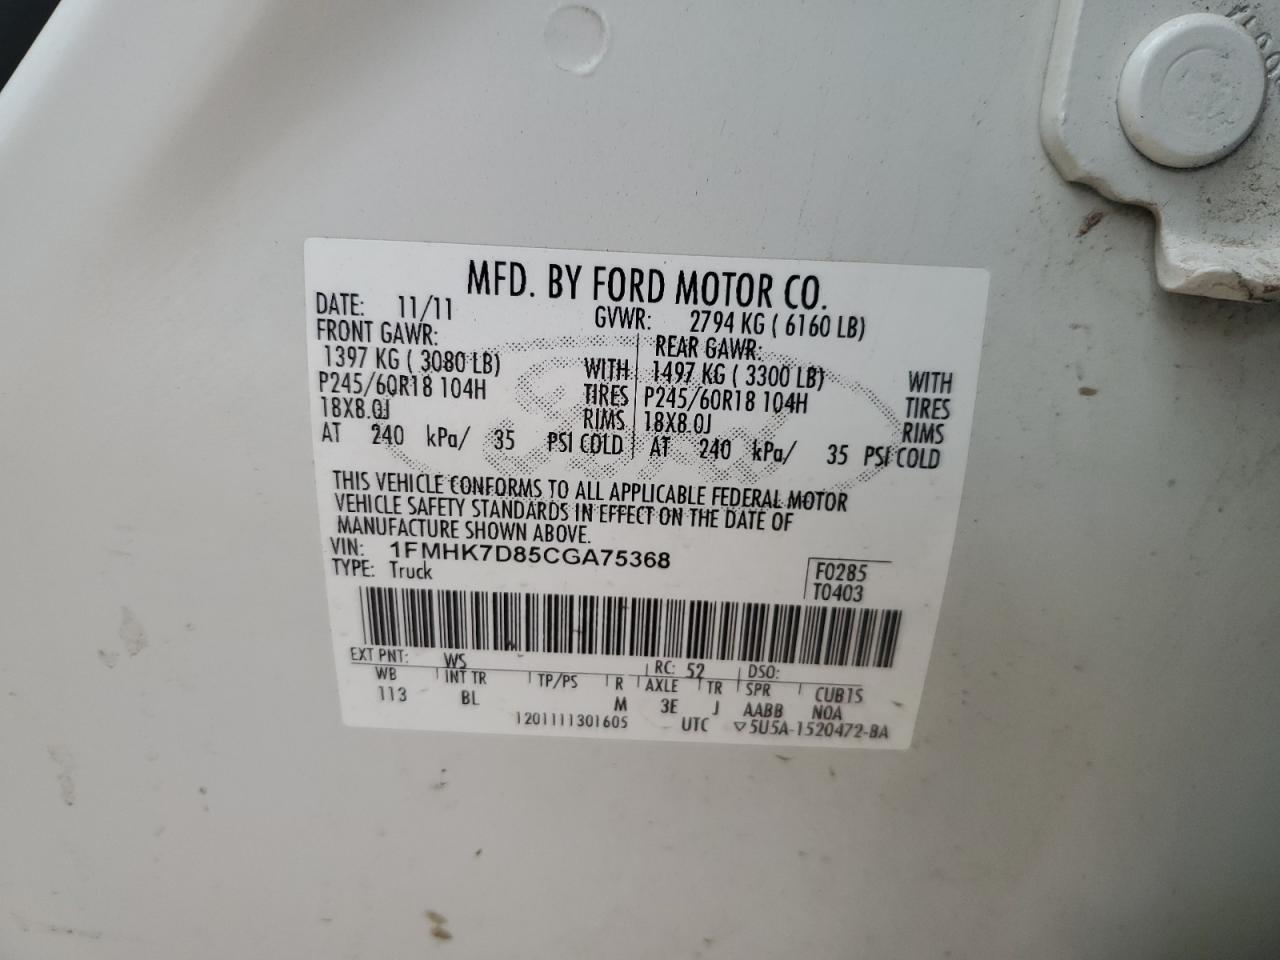 MFD. BY FORD MOTOR CO.
DATE: 11/11 GVWR: 2794 KG ( 6160 LB)
FRONT GAWR: REAR GAWR:
1397 KG ( 3080 LB) WITH 1497 KG ( 3300 LB) WITH
P245/60R18 104H TIRES P245/60R18 104H TIRES
18X8.0J RIMS 18X8.0J RIMS
AT 240 kPa/ 35 PSI COLD AT 240 kPa/ 35 PSI COLD
THIS VEHICLE CONFORMS TO ALL APPLICABLE FEDERAL MOTOR
VEHICLE SAFETY STANDARDS IN EFFECT ON THE DATE OF
MANUFACTURE SHOWN ABOVE.
VIN: 1FMHK7D85CGA75368 F0285
TYPE: Truck T0403
EXT PNT: WS RC: 52 DSO:
WB INT TR TP/PS R AXLE TR SPR CUB1S
113 BL M 3E J AABB NOA
1201111301605 UTC ▽5U5A-1520472-BA